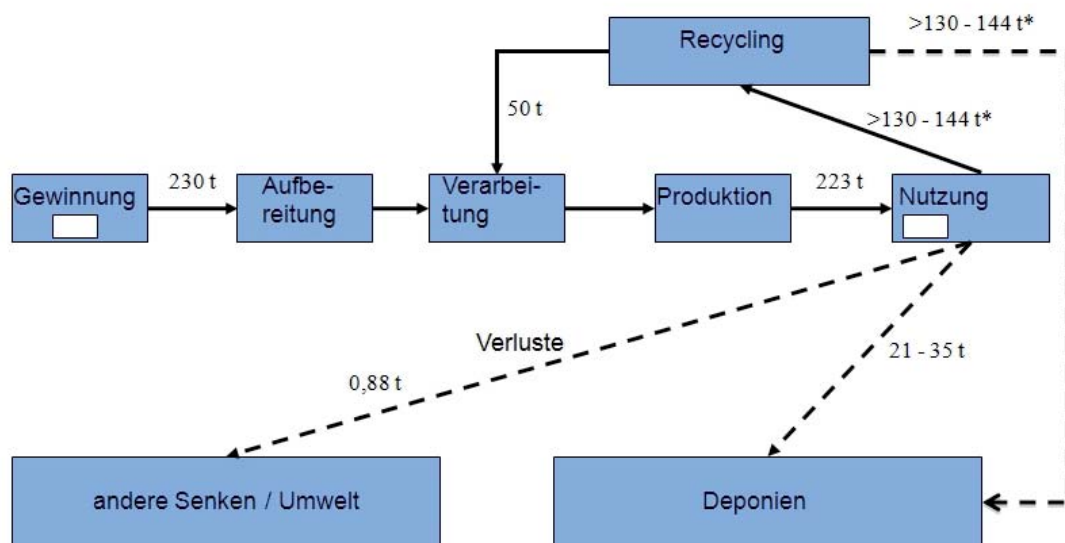 Recycling
>130 - 144 t*
50 t
>130 - 144 t*
Gewinnung
230 t
Aufbe-
reitung
Verarbei-
tung
Produktion
223 t
Nutzung
Verluste
0,88 t
21 - 35 t
andere Senken / Umwelt
Deponien